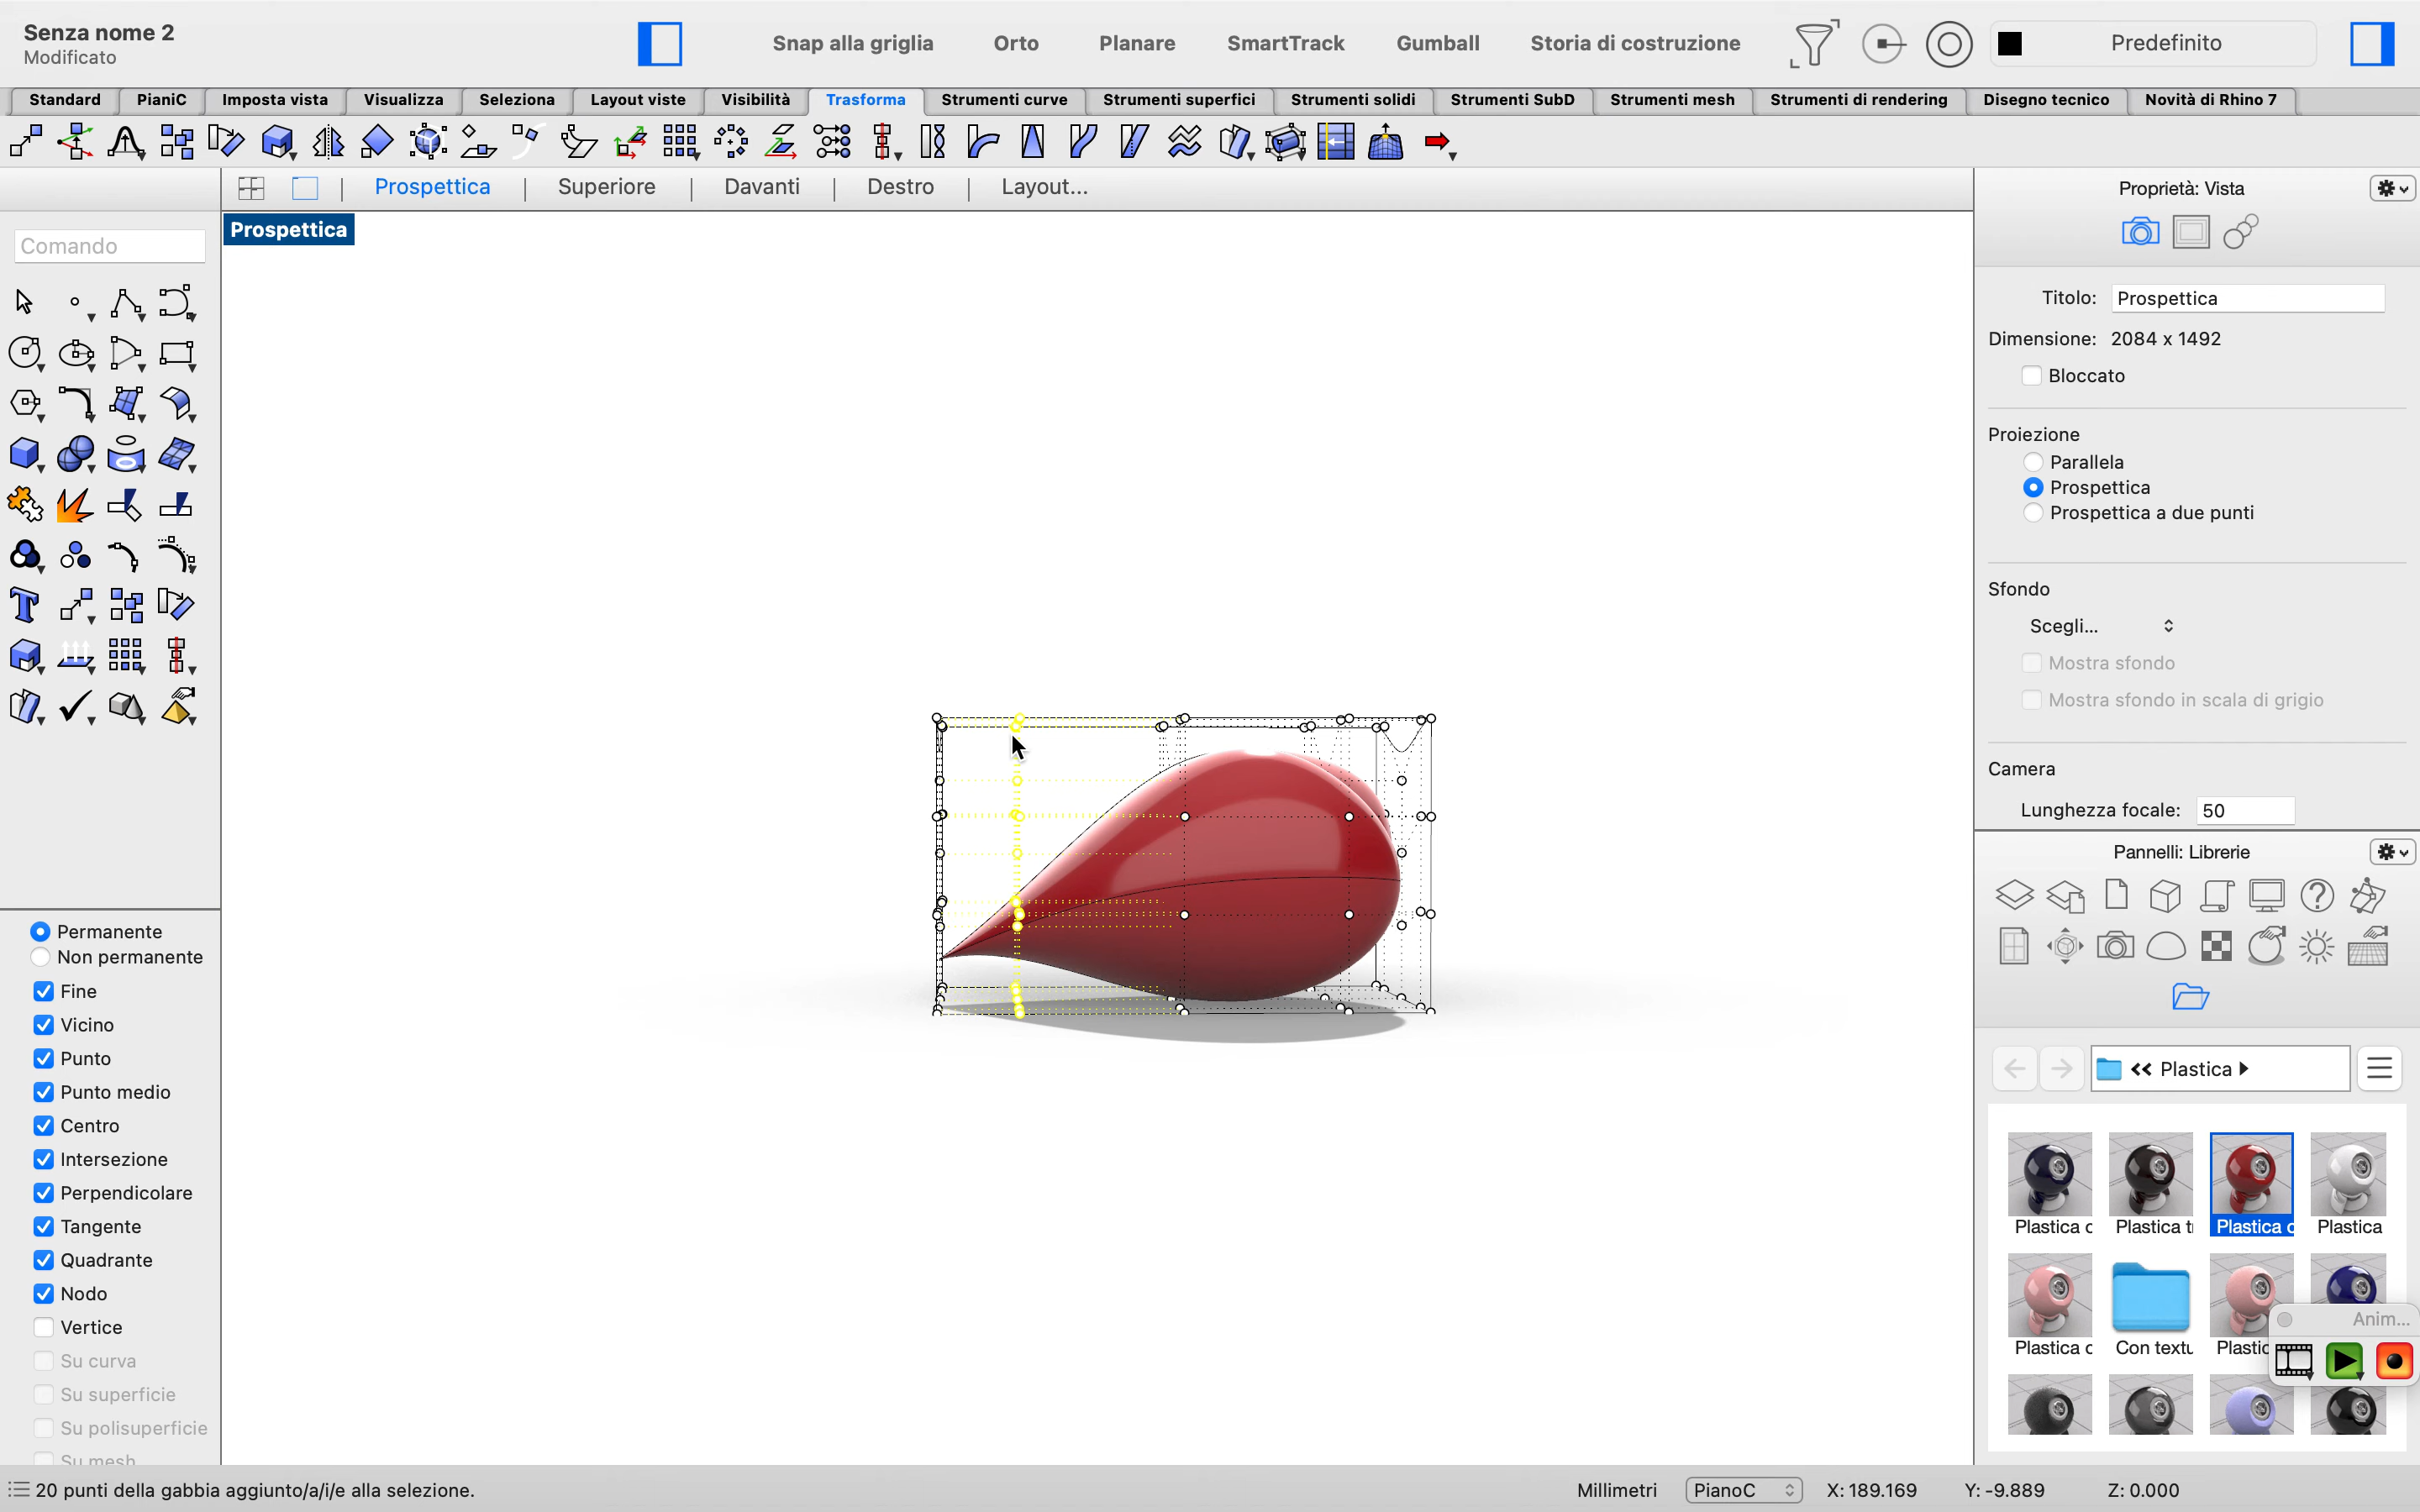 Senza nome 2
Modificato
Snap alla griglia
Orto
Planare
SmartTrack
Gumball
Storia di costruzione
Predefinito
Standard
PianiC
Imposta vista
Visualizza
Seleziona
Layout viste
Visibilità
Trasforma
Strumenti curve
Strumenti superfici
Strumenti solidi
Strumenti SubD
Strumenti mesh
Strumenti di rendering
Disegno tecnico
Novità di Rhino 7
Prospettica
Superiore
Davanti
Destro
Layout...
Prospettica
Comando
Permanente
Non permanente
Fine
Vicino
Punto
Punto medio
Centro
Intersezione
Perpendicolare
Tangente
Quadrante
Nodo
Vertice
Su curva
Su superficie
Su polisuperficie
Su mesh
Proprietà: Vista
Titolo: Prospettica
Dimensione: 2084 x 1492
Bloccato
Proiezione
Parallela
Prospettica
Prospettica a due punti
Sfondo
Scegli...
Mostra sfondo
Mostra sfondo in scala di grigio
Camera
Lunghezza focale: 50
Pannelli: Librerie
Plastica
Plastica c
Plastica t
Plastica c
Plastica
Plastica c
Con textu
Plastic
Anim...
20 punti della gabbia aggiunto/a/i/e alla selezione.
Millimetri
PianoC
X: 189.169
Y: -9.889
Z: 0.000